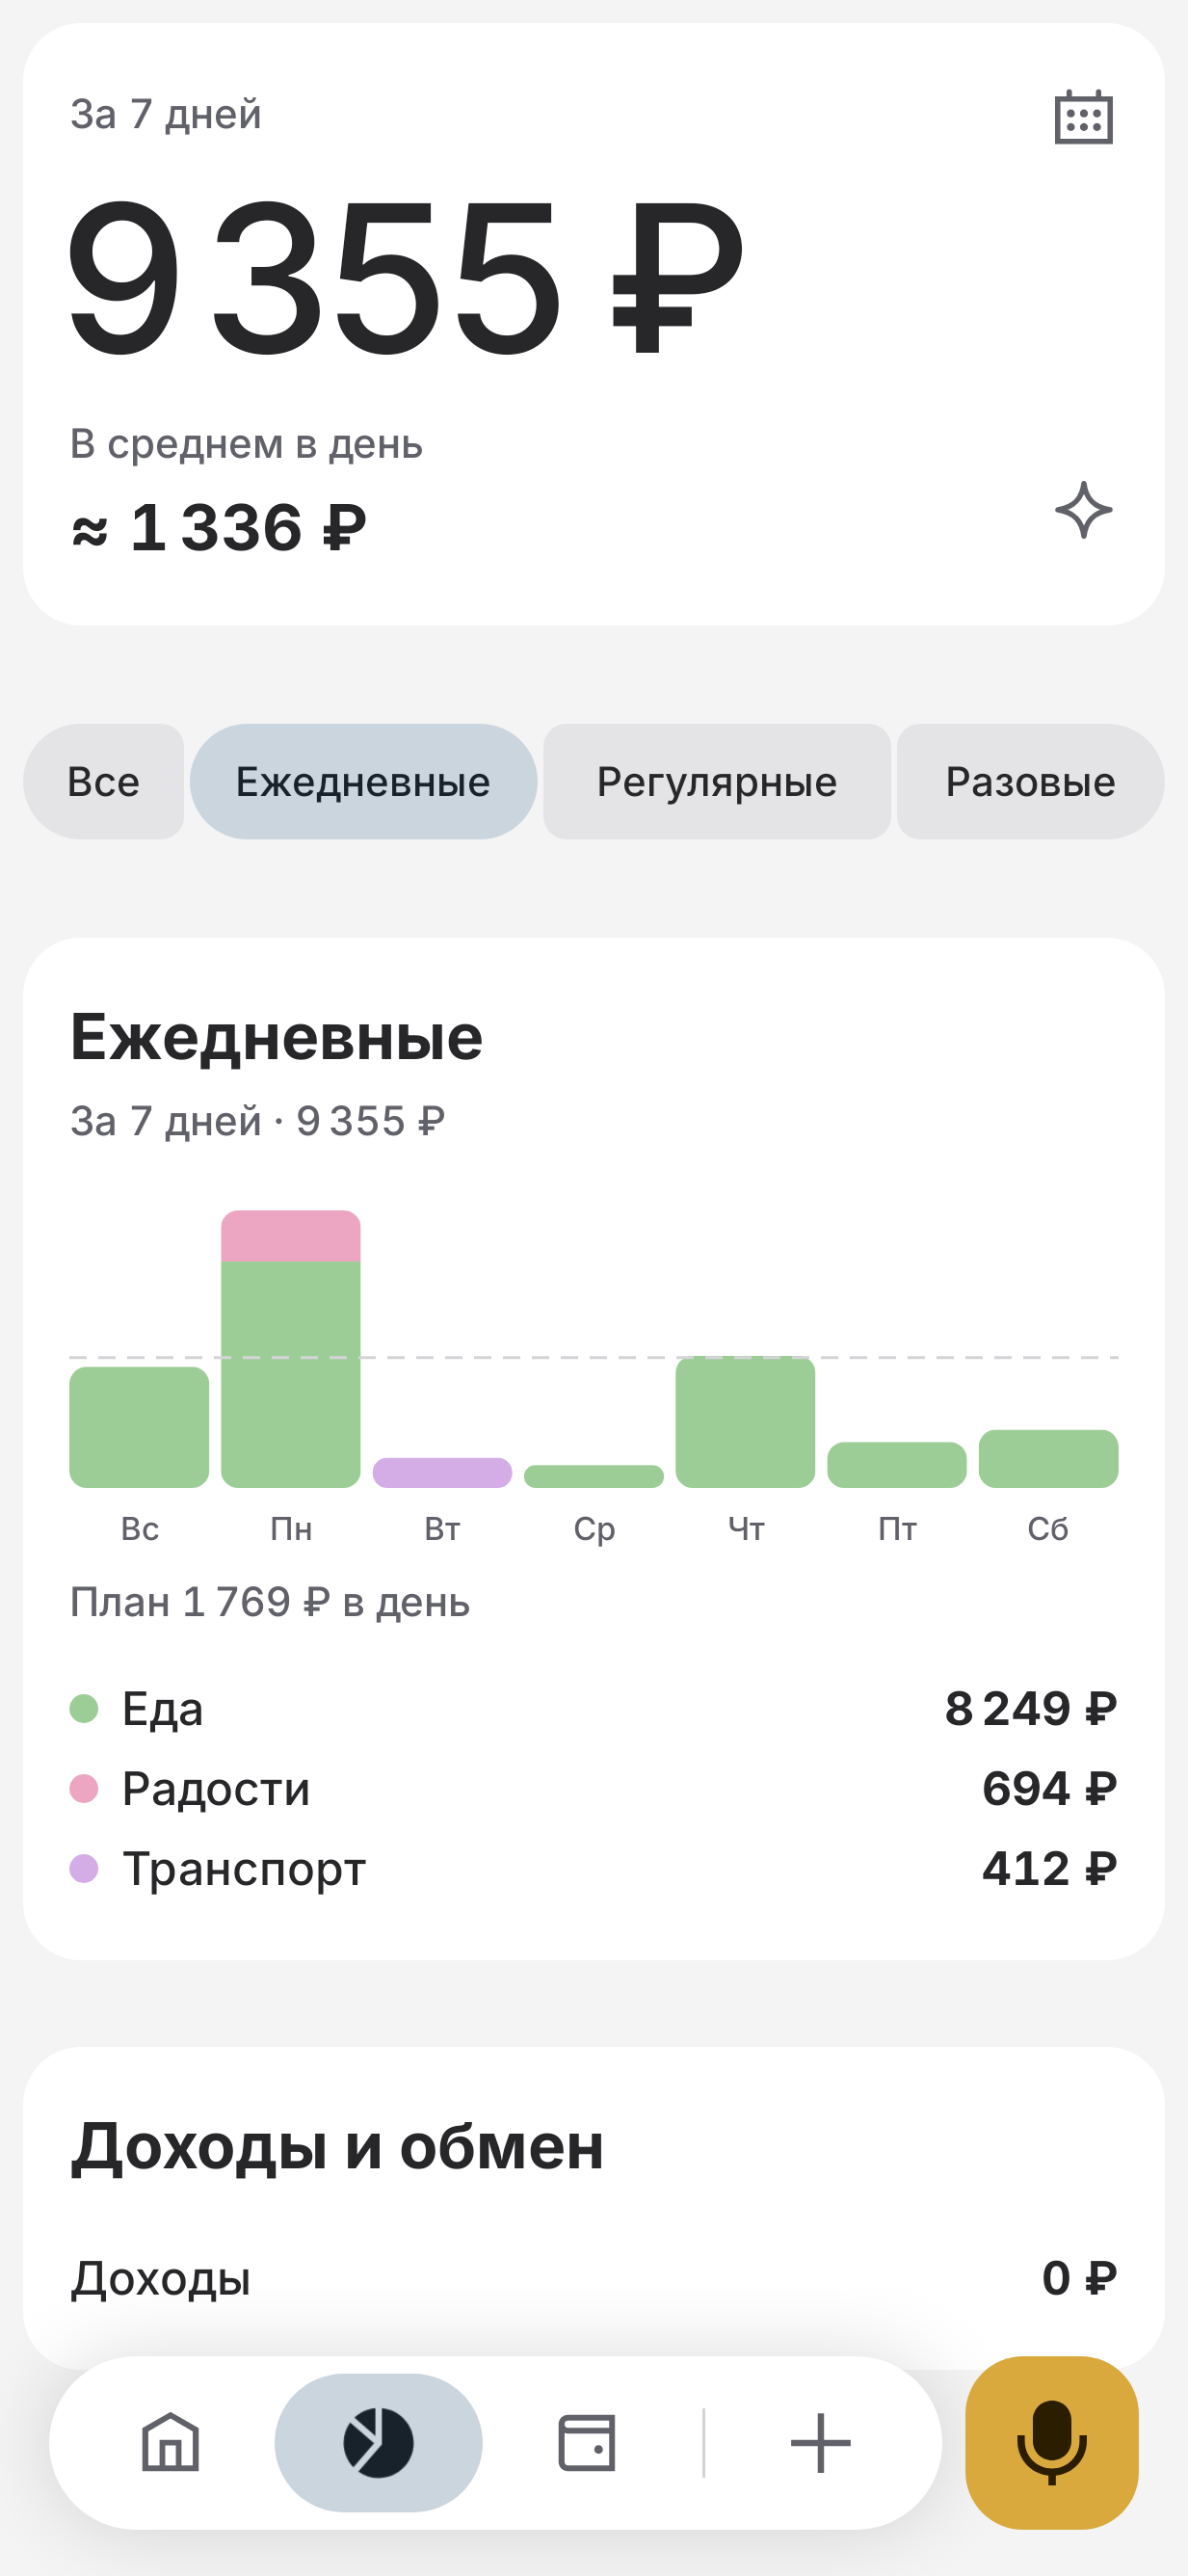 За 7 дней
9 355 ₽
В среднем в день
≈ 1 336 ₽
Все Ежедневные Регулярные Разовые
Ежедневные
За 7 дней · 9 355 ₽
Вс Пн Вт Ср Чт Пт Сб
План 1 769 ₽ в день
Еда 8 249 ₽
Радости 694 ₽
Транспорт 412 ₽
Доходы и обмен
Доходы 0 ₽